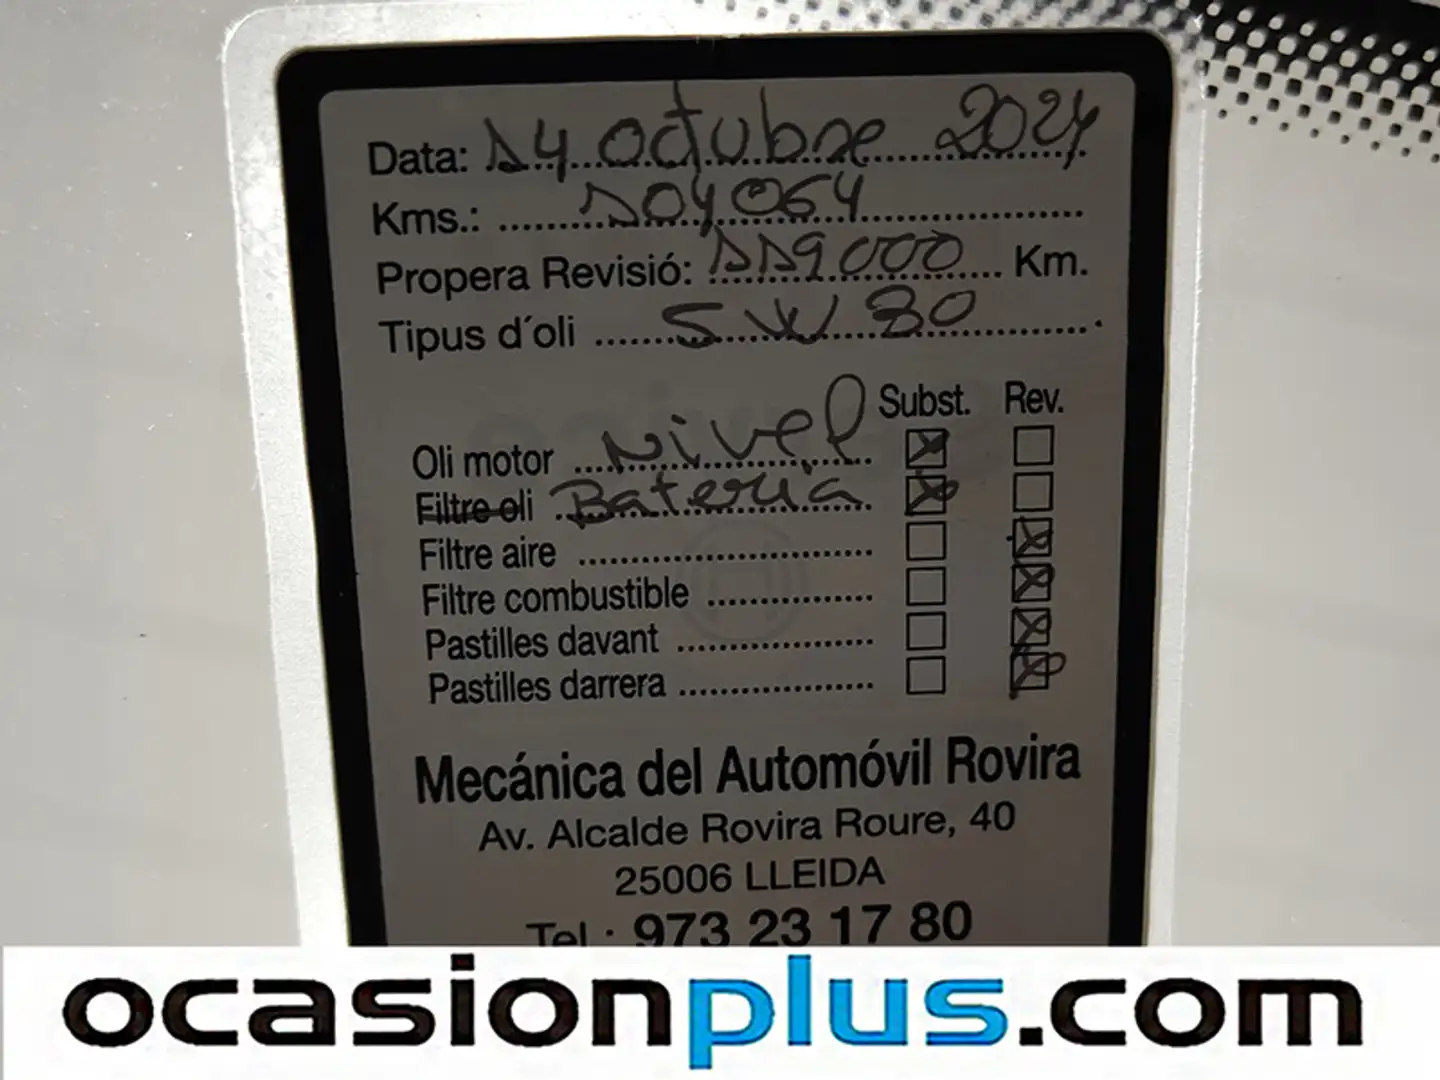 Data: 14 octubre 2024
Kms.: 104064
Propera Revisió: 119000 Km.
Tipus d´oli 5W30
Subst. Rev.
Oli motor Nivel
Filtre oli Bateria
Filtre aire
Filtre combustible
Pastilles davant
Pastilles darrera
Mecánica del Automóvil Rovira
Av. Alcalde Rovira Roure, 40
25006 LLEIDA
Tel.: 973 23 17 80
ocasionplus.com